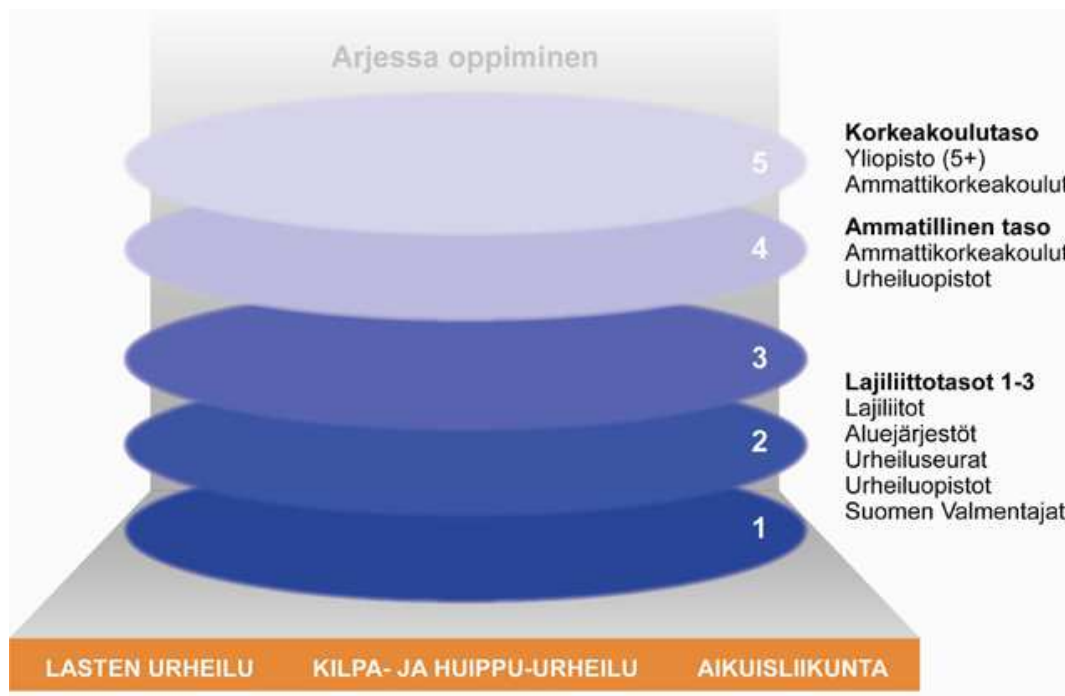 Arjessa oppiminen
5
Korkeakoulutaso
Yliopisto (5+)
Ammattikorkeakoulut
4
Ammatillinen taso
Ammattikorkeakoulut
Urheiluopistot
3
2
1
Lajiliittotasot 1-3
Lajiliitot
Aluejärjestöt
Urheiluseurat
Urheiluopistot
Suomen Valmentajat
LASTEN URHEILU KILPA- JA HUIPPU-URHEILU AIKUISLIIKUNTA